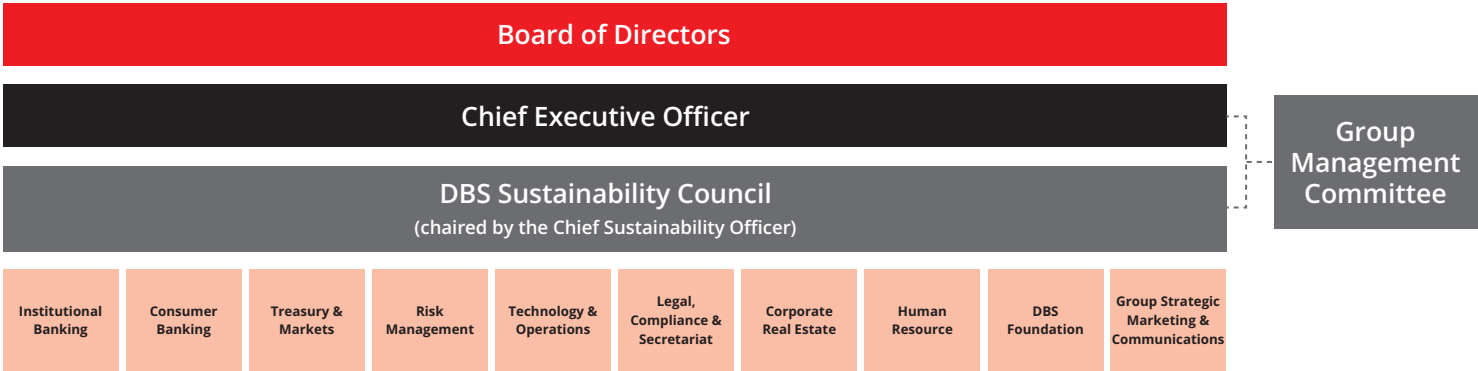 Board of Directors
Chief Executive Officer
DBS Sustainability Council
(chaired by the Chief Sustainability Officer)
Group
Management
Committee
Institutional
Banking
Consumer
Banking
Treasury &
Markets
Risk
Management
Technology &
Operations
Legal,
Compliance &
Secretariat
Corporate
Real Estate
Human
Resource
DBS
Foundation
Group Strategic
Marketing &
Communications